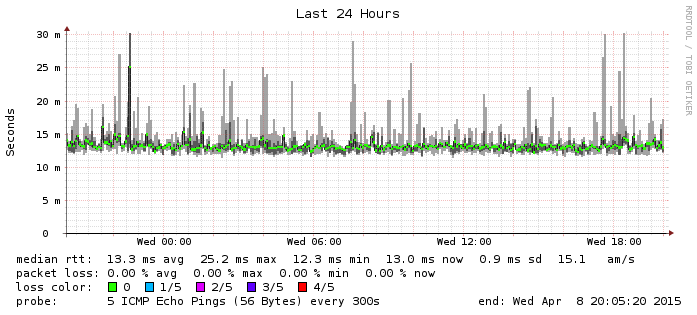 Last 24 Hours
RRDTOOL / TOBI OETIKER
Seconds
30 m
25 m
20 m
15 m
10 m
5 m
0
Wed 00:00 Wed 06:00 Wed 12:00 Wed 18:00
median rtt: 13.3 ms avg 25.2 ms max 12.3 ms min 13.0 ms now 0.9 ms sd 15.1 am/s
packet loss: 0.00 % avg 0.00 % max 0.00 % min 0.00 % now
loss color: 0 1/5 2/5 3/5 4/5
probe: 5 ICMP Echo Pings (56 Bytes) every 300s end: Wed Apr 8 20:05:20 2015